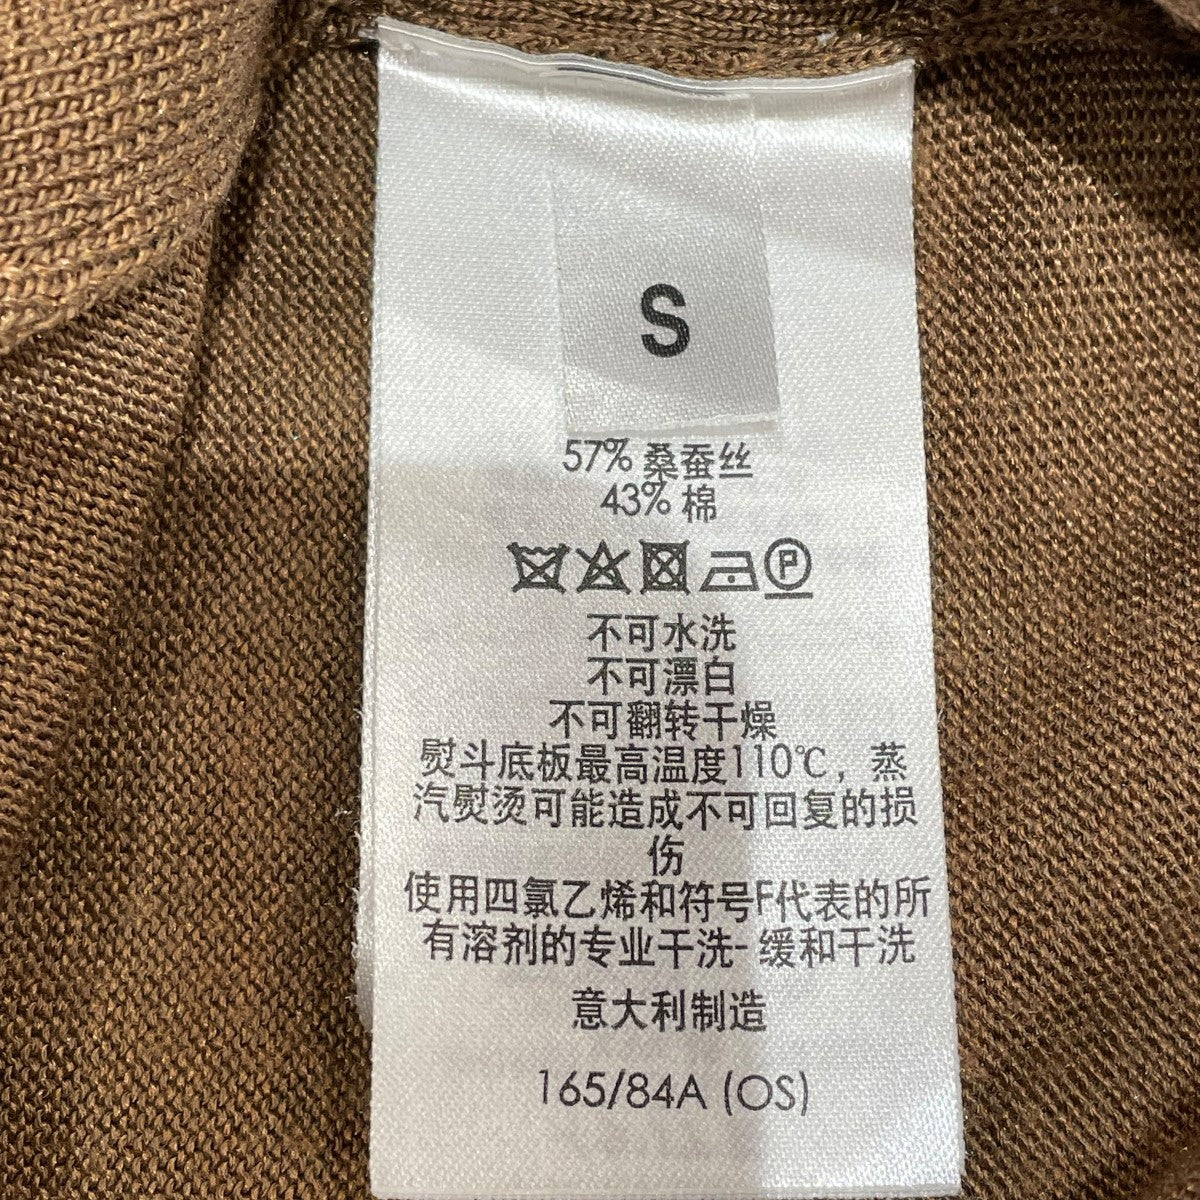 S
57% 桑蚕丝
43% 棉
P
不可水洗
不可漂白
不可翻转干燥
熨斗底板最高温度110℃，蒸
汽熨烫可能造成不可回复的损
伤
使用四氯乙烯和符号F代表的所
有溶剂的专业干洗- 缓和干洗
意大利制造
165/84A (OS)